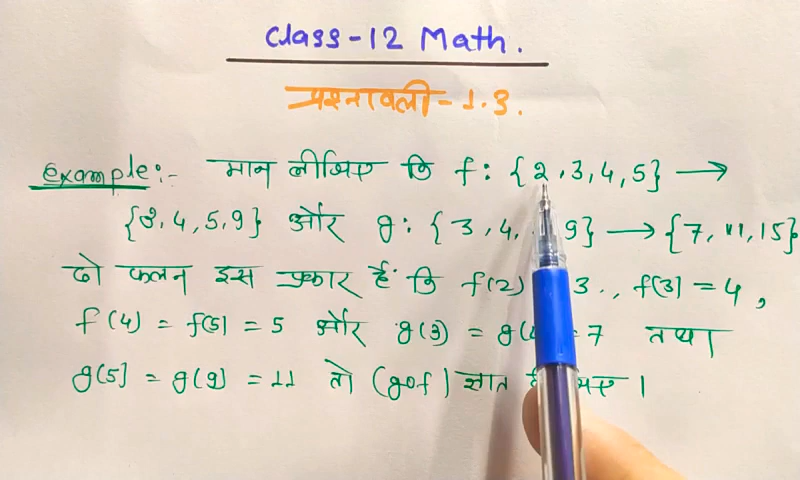 Class-12 Math.
प्रश्नावली-1.3.
Example:- मान लीजिए कि f: {2,3,4,5} →
{3,4,5,9} और g: {3,4, 9} → {7,11,15}
दो फलन इस प्रकार हैं कि f(2) 3., f(3) = 4,
f(4) = f(5) = 5 और g(3) = g( =7 तथा
g(5) = g(9) = 11 तो (gof) ज्ञात ।